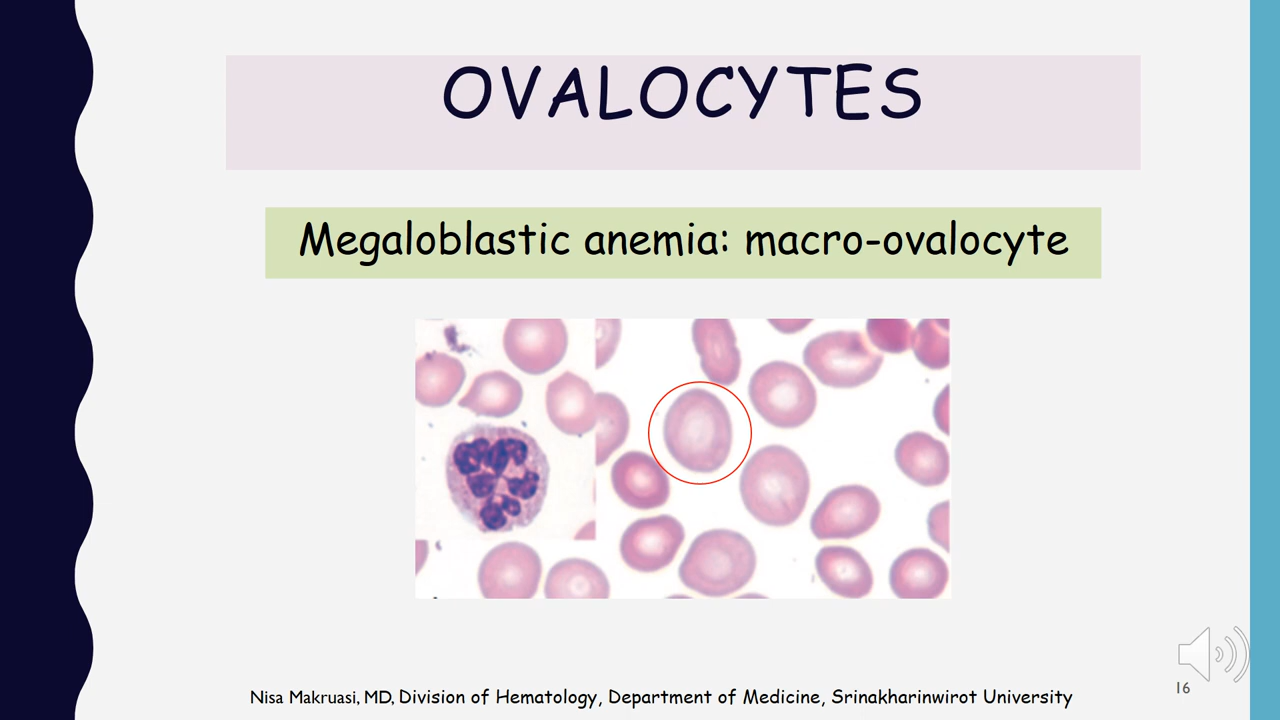 OVALOCYTES
Megaloblastic anemia: macro-ovalocyte
Nisa Makruasi, MD, Division of Hematology, Department of Medicine, Srinakharinwirot University
16